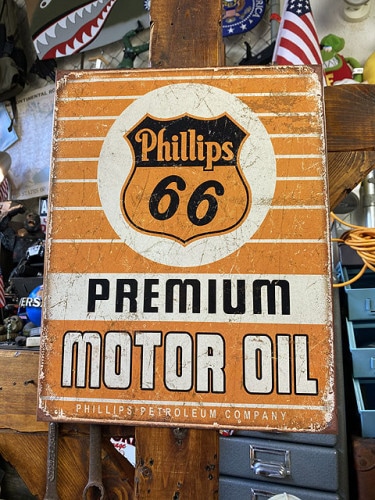 Phillips
66
PREMIUM
MOTOR OIL
PHILLIPS PETROLEUM COMPANY